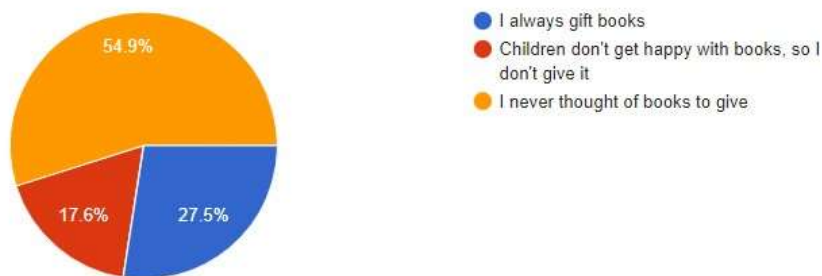 54.9%
17.6%
27.5%
I always gift books
Children don't get happy with books, so I
don't give it
I never thought of books to give